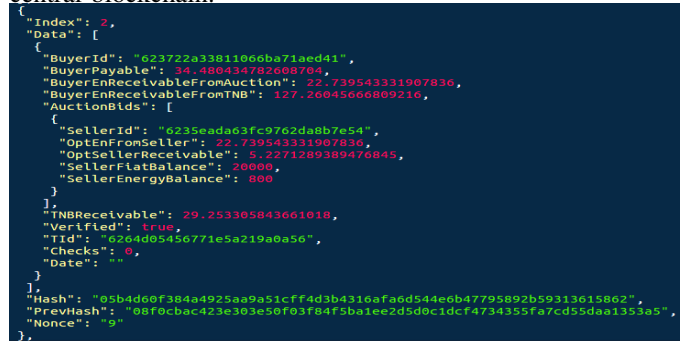 central blockchain.
{
"Index": 2,
"Data": [
{
"BuyerId": "623722a33811066ba71aed41",
"BuyerPayable": 34.480434782608704,
"BuyerEnReceivableFromAuction": 22.739543331907836,
"BuyerEnReceivableFromTNB": 127.26045666809216,
"AuctionBids": [
{
"SellerId": "6235eada63fc9762da8b7e54",
"OptEnFromSeller": 22.739543331907836,
"OptSellerReceivable": 5.2271289389476845,
"SellerFiatBalance": 20000,
"SellerEnergyBalance": 800
}
],
"TNBReceivable": 29.253305843661018,
"Verified": true,
"TId": "6264d05456771e5a219a0a56",
"Checks": 0,
"Date": ""
}
],
"Hash": "05b4d60f384a4925aa9a51cff4d3b4316afa6d544e6b47795892b59313615862",
"PrevHash": "08f0cbac423e303e50f03f84f5ba1ee2d5d0c1dcf4734355fa7cd55daa1353a5",
"Nonce": "9"
},